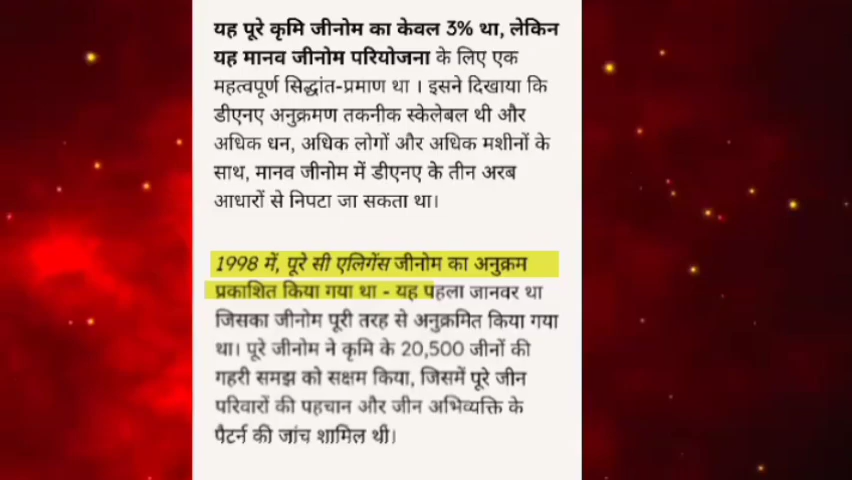 यह पूरे कृमि जीनोम का केवल 3% था, लेकिन
यह मानव जीनोम परियोजना के लिए एक
महत्वपूर्ण सिद्धांत-प्रमाण था । इसने दिखाया कि
डीएनए अनुक्रमण तकनीक स्केलेबल थी और
अधिक धन, अधिक लोगों और अधिक मशीनों के
साथ, मानव जीनोम में डीएनए के तीन अरब
आधारों से निपटा जा सकता था।
1998 में, पूरे सी एलिगेंस जीनोम का अनुक्रम
प्रकाशित किया गया था - यह पहला जानवर था
जिसका जीनोम पूरी तरह से अनुक्रमित किया गया
था। पूरे जीनोम ने कृमि के 20,500 जीनों की
गहरी समझ को सक्षम किया, जिसमें पूरे जीन
परिवारों की पहचान और जीन अभिव्यक्ति के
पैटर्न की जांच शामिल थी।